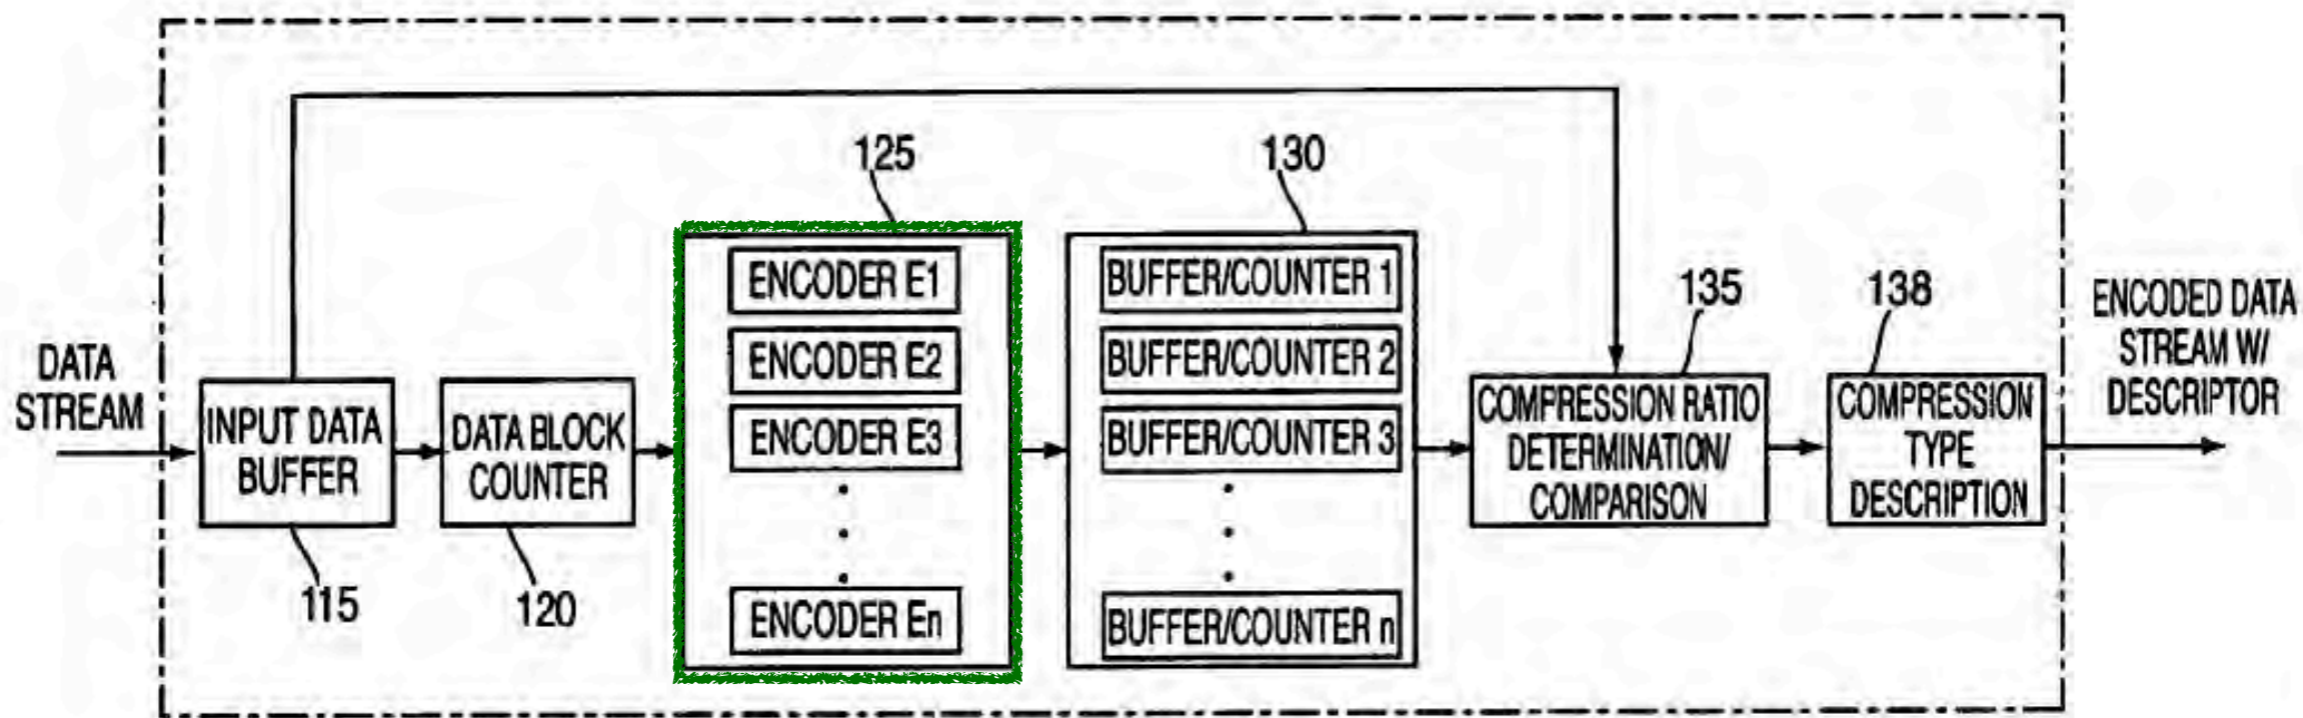 125
130
ENCODER E1
BUFFER/COUNTER 1
135
138
ENCODED DATA
STREAM W/
DESCRIPTOR
DATA
STREAM
ENCODER E2
BUFFER/COUNTER 2
INPUT DATA
BUFFER
DATA BLOCK
COUNTER
ENCODER E3
BUFFER/COUNTER 3
COMPRESSION RATIO
DETERMINATION/
COMPARISON
COMPRESSION
TYPE
DESCRIPTION
115
120
ENCODER En
BUFFER/COUNTER n